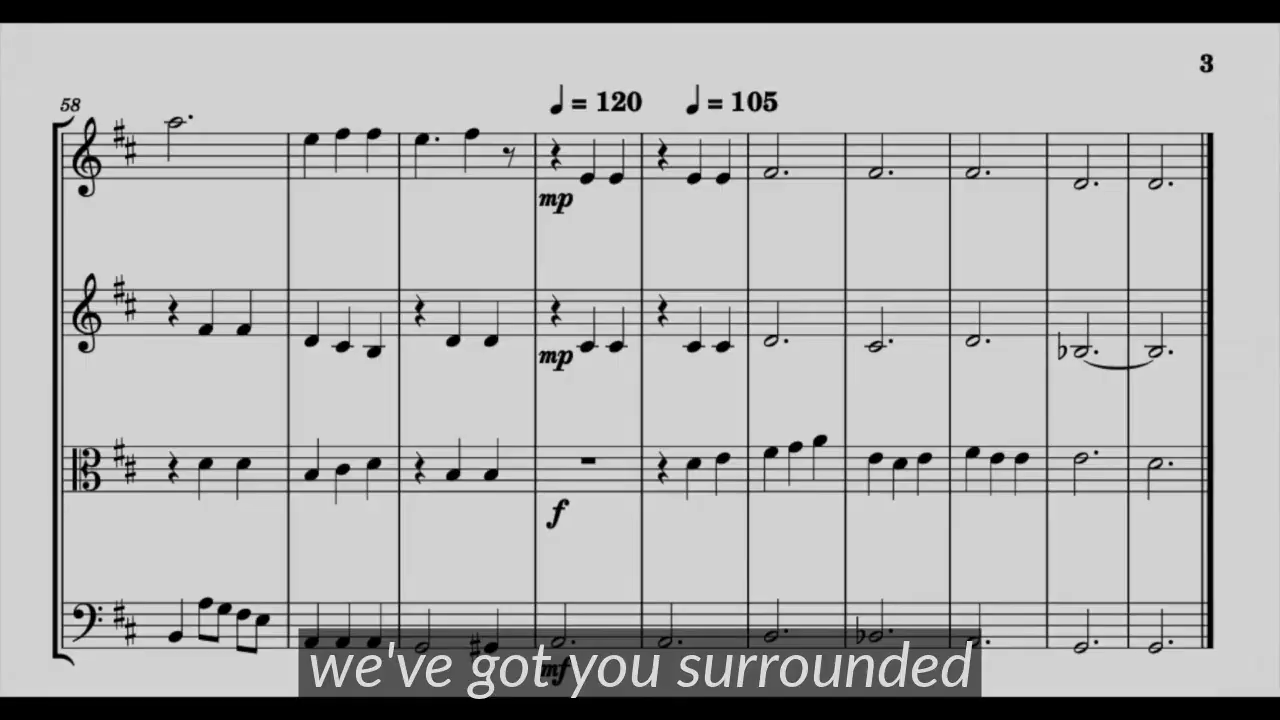 3
58
♩ = 120 ♩ = 105
mp
mp
f
mf
we've got you surrounded